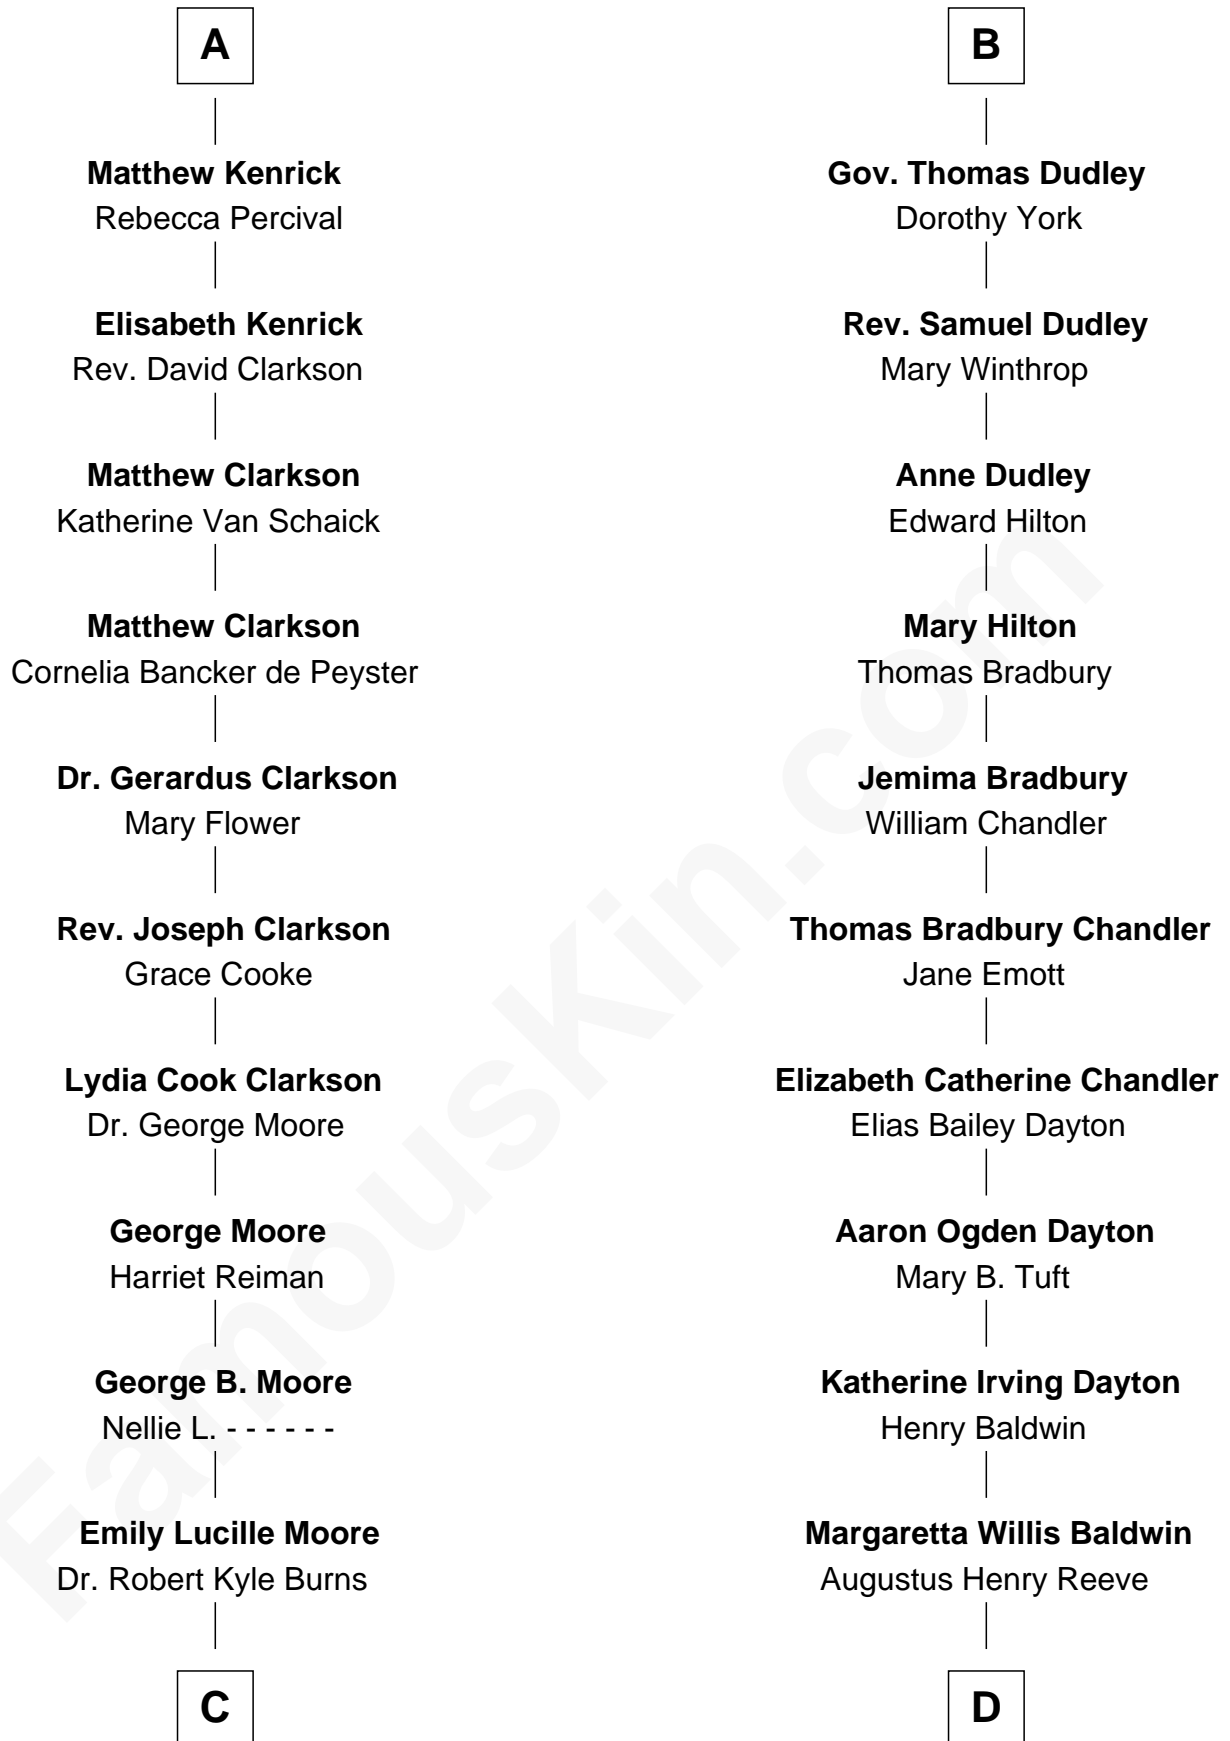 A
Matthew Kenrick
Rebecca Percival
Elisabeth Kenrick
Rev. David Clarkson
Matthew Clarkson
Katherine Van Schaick
Matthew Clarkson
Cornelia Bancker de Peyster
Dr. Gerardus Clarkson
Mary Flower
Rev. Joseph Clarkson
Grace Cooke
Lydia Cook Clarkson
Dr. George Moore
George Moore
Harriet Reiman
George B. Moore
Nellie L. - - - - - -
Emily Lucille Moore
Dr. Robert Kyle Burns
C
B
Gov. Thomas Dudley
Dorothy York
Rev. Samuel Dudley
Mary Winthrop
Anne Dudley
Edward Hilton
Mary Hilton
Thomas Bradbury
Jemima Bradbury
William Chandler
Thomas Bradbury Chandler
Jane Emott
Elizabeth Catherine Chandler
Elias Bailey Dayton
Aaron Ogden Dayton
Mary B. Tuft
Katherine Irving Dayton
Henry Baldwin
Margaretta Willis Baldwin
Augustus Henry Reeve
D
FamousKin.com